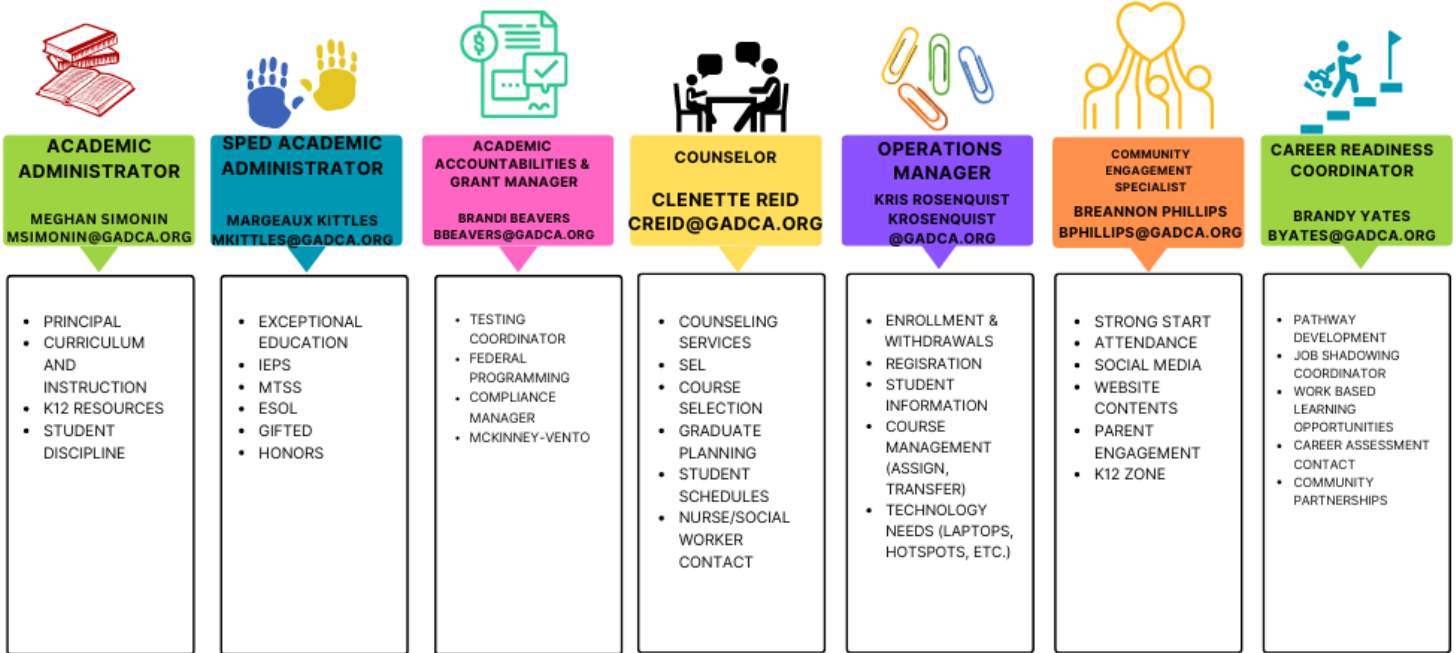 ACADEMIC
ADMINISTRATOR
MEGHAN SIMONIN
MSIMONIN@GADCA.ORG
• PRINCIPAL
• CURRICULUM
AND
INSTRUCTION
• K12 RESOURCES
• STUDENT
DISCIPLINE
SPED ACADEMIC
ADMINISTRATOR
MARGEAUX KITTLES
MKITTLES@GADCA.ORG
• EXCEPTIONAL
EDUCATION
• IEPS
• MTSS
• ESOL
• GIFTED
• HONORS
ACADEMIC
ACCOUNTABILITIES &
GRANT MANAGER
BRANDI BEAVERS
BBEAVERS@GADCA.ORG
• TESTING
COORDINATOR
• FEDERAL
PROGRAMMING
• COMPLIANCE
MANAGER
• MCKINNEY-VENTO
COUNSELOR
CLENETTE REID
CREID@GADCA.ORG
• COUNSELING
SERVICES
• SEL
• COURSE
SELECTION
• GRADUATE
PLANNING
• STUDENT
SCHEDULES
• NURSE/SOCIAL
WORKER
CONTACT
OPERATIONS
MANAGER
KRIS ROSENQUIST
KROSENQUIST
@GADCA.ORG
• ENROLLMENT &
WITHDRAWALS
• REGISRATION
• STUDENT
INFORMATION
• COURSE
MANAGEMENT
(ASSIGN,
TRANSFER)
• TECHNOLOGY
NEEDS (LAPTOPS,
HOTSPOTS, ETC.)
COMMUNITY
ENGAGEMENT
SPECIALIST
BREANNON PHILLIPS
BPHILLIPS@GADCA.ORG
• STRONG START
• ATTENDANCE
• SOCIAL MEDIA
• WEBSITE
CONTENTS
• PARENT
ENGAGEMENT
• K12 ZONE
CAREER READINESS
COORDINATOR
BRANDY YATES
BYATES@GADCA.ORG
• PATHWAY
DEVELOPMENT
• JOB SHADOWING
COORDINATOR
• WORK BASED
LEARNING
OPPORTUNITIES
• CAREER ASSESSMENT
CONTACT
• COMMUNITY
PARTNERSHIPS